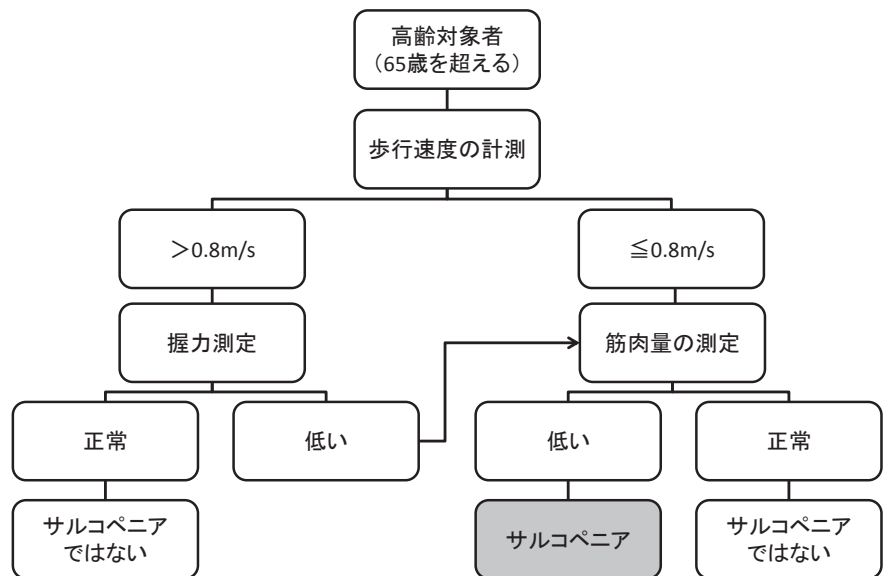 高齢対象者
（65歳を超える）
歩行速度の計測
＞0.8m/s
≦0.8m/s
握力測定
筋肉量の測定
正常
低い
低い
正常
サルコペニア
ではない
サルコペニア
サルコペニア
ではない